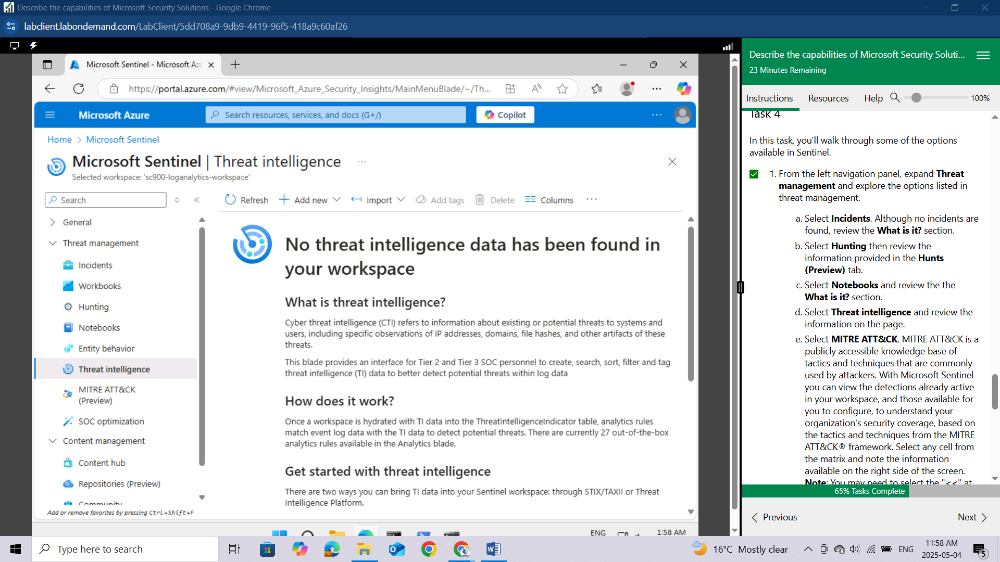 Describe the capabilities of Microsoft Security Solutions - Google Chrome
labclient.labondemand.com/LabClient/5dd708a9-9db9-4419-96f5-418a9c60af26
Microsoft Sentinel - Microsoft Az
https://portal.azure.com/#view/Microsoft_Azure_Security_Insights/MainMenuBlade/~/Th...
Microsoft Azure
Search resources, services, and docs (G+/)
Copilot
Home > Microsoft Sentinel
Microsoft Sentinel | Threat intelligence
Selected workspace: 'sc900-loganalytics-workspace'
Search
Refresh
Add new
Import
Add tags
Delete
Columns
General
Threat management
Incidents
Workbooks
Hunting
Notebooks
Entity behavior
Threat intelligence
MITRE ATT&CK
(Preview)
SOC optimization
Content management
Content hub
Repositories (Preview)
Community
Add or remove favorites by pressing Ctrl+Shift+F
No threat intelligence data has been found in
your workspace
What is threat intelligence?
Cyber threat intelligence (CTI) refers to information about existing or potential threats to systems and
users, including specific observations of IP addresses, domains, file hashes, and other artifacts of these
threats.
This blade provides an interface for Tier 2 and Tier 3 SOC personnel to create, search, sort, filter and tag
threat intelligence (TI) data to better detect potential threats within log data
How does it work?
Once a workspace is hydrated with TI data into the ThreatIntelligenceIndicator table, analytics rules
match event log data with the TI data to detect potential threats. There are currently 27 out-of-the-box
analytics rules available in the Analytics blade.
Get started with threat intelligence
There are two ways you can bring TI data into your Sentinel workspace: through STIX/TAXII or Threat
Intelligence Platform.
ENG
1:58 AM
Describe the capabilities of Microsoft Security Soluti...
23 Minutes Remaining
Instructions
Resources
Help
100%
Task 4
In this task, you'll walk through some of the options
available in Sentinel.
1. From the left navigation panel, expand Threat
management and explore the options listed in
threat management.
a. Select Incidents. Although no incidents are
found, review the What is it? section.
b. Select Hunting then review the
information provided in the Hunts
(Preview) tab.
c. Select Notebooks and review the the
What is it? section.
d. Select Threat intelligence and review the
information on the page.
e. Select MITRE ATT&CK. MITRE ATT&CK is a
publicly accessible knowledge base of
tactics and techniques that are commonly
used by attackers. With Microsoft Sentinel
you can view the detections already active
in your workspace, and those available for
you to configure, to understand your
organization's security coverage, based on
the tactics and techniques from the MITRE
ATT&CK® framework. Select any cell from
the matrix and note the information
available on the right side of the screen.
Note: You may need to select the "<<" at
65% Tasks Complete
Previous
Next
Type here to search
16°C Mostly clear
ENG
11:58 AM
2025-05-04
5